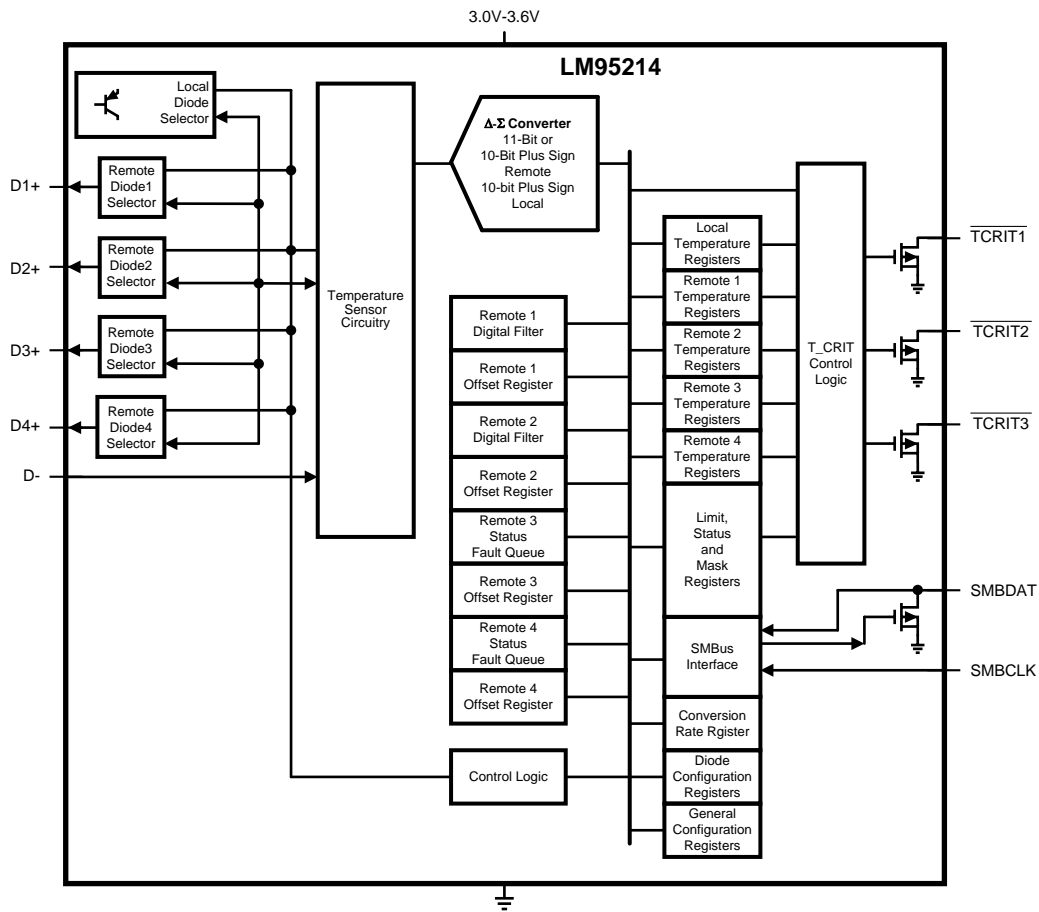 3.0V-3.6V
LM95214
Local
Diode
Selector
Remote
Diode1
Selector
Remote
Diode2
Selector
Remote
Diode3
Selector
Remote
Diode4
Selector
D1+
D2+
D3+
D4+
D-
Temperature
Sensor
Circuitry
Δ-Σ Converter
11-Bit or
10-Bit Plus Sign
Remote
10-bit Plus Sign
Local
Remote 1
Digital Filter
Remote 1
Offset Register
Remote 2
Digital Filter
Remote 2
Offset Register
Remote 3
Status
Fault Queue
Remote 3
Offset Register
Remote 4
Status
Fault Queue
Remote 4
Offset Register
Control Logic
Local
Temperature
Registers
Remote 1
Temperature
Registers
Remote 2
Temperature
Registers
Remote 3
Temperature
Registers
Remote 4
Temperature
Registers
Limit,
Status
and
Mask
Registers
SMBus
Interface
Conversion
Rate Rgister
Diode
Configuration
Registers
General
Configuration
Registers
T_CRIT
Control
Logic
TCRIT1
TCRIT2
TCRIT3
SMBDAT
SMBCLK